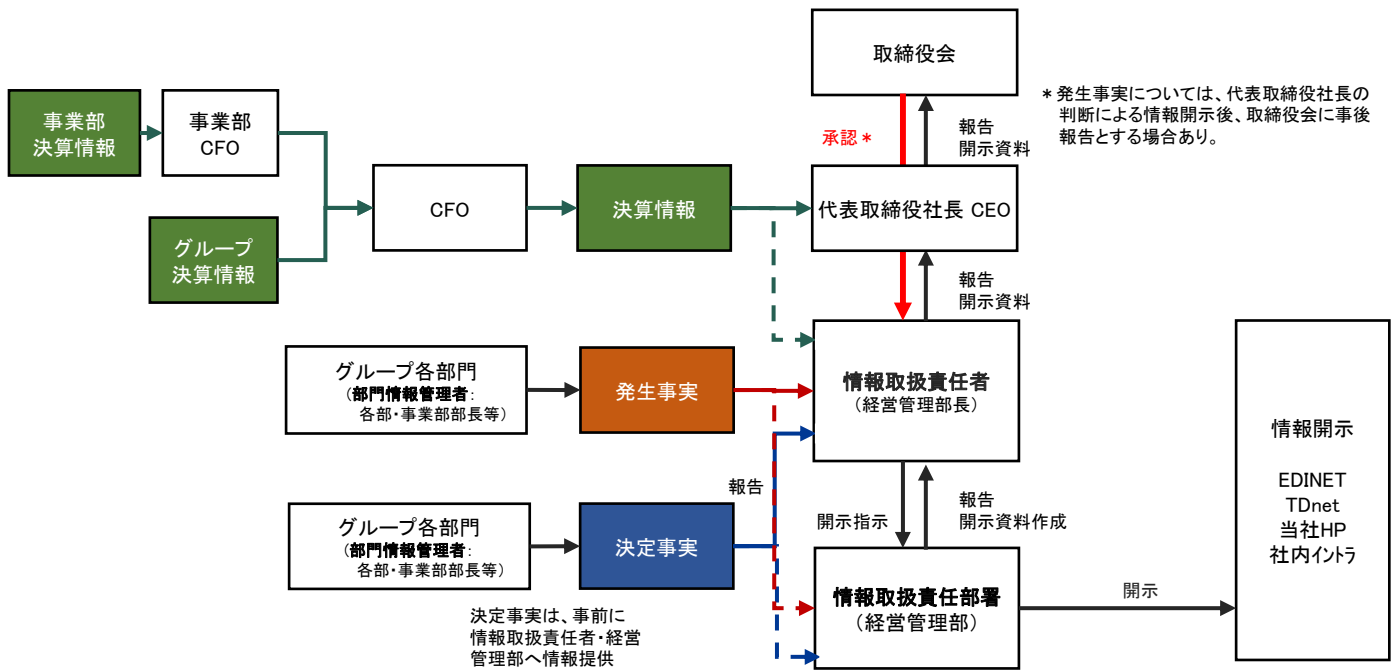 取締役会
＊発生事実については、代表取締役社長の
判断による情報開示後、取締役会に事後
報告とする場合あり。
事業部
決算情報
事業部
CFO
承認＊
報告
開示資料
CFO
決算情報
代表取締役社長 CEO
グループ
決算情報
報告
開示資料
グループ各部門
（部門情報管理者：
各部・事業部部長等）
発生事実
情報取扱責任者
（経営管理部長）
情報開示
EDINET
TDnet
当社HP
社内イントラ
報告
開示指示
報告
開示資料作成
グループ各部門
（部門情報管理者：
各部・事業部部長等）
決定事実
情報取扱責任部署
（経営管理部）
開示
決定事実は、事前に
情報取扱責任者・経営
管理部へ情報提供